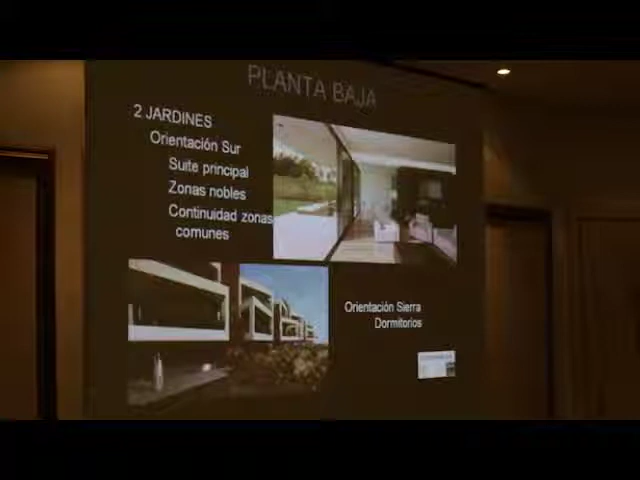 PLANTA BAJA
2 JARDINES
Orientación Sur
Suite principal
Zonas nobles
Continuidad zonas
comunes
Orientación Sierra
Dormitorios